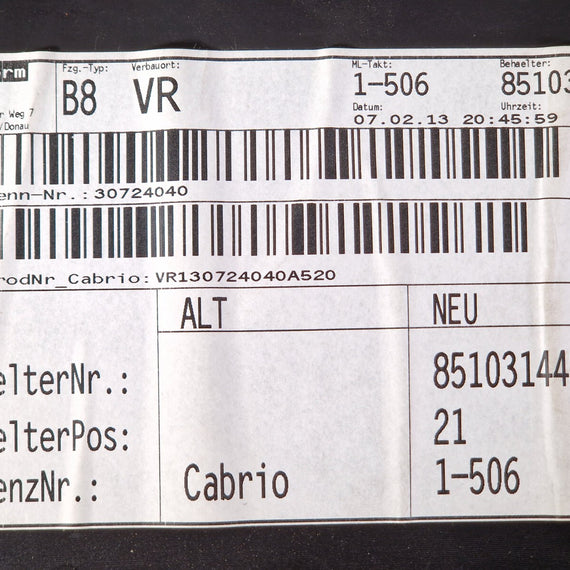 rm Fzg.-Typ: Verbauort: ML-Takt: Behaelter:
B8 VR 1-506 85103
r Weg 7 Datum: Uhrzeit:
/Donau 07.02.13 20:45:59
enn-Nr.:30724040
rodNr_Cabrio:VR130724040A520
ALT NEU
elterNr.: 85103144
elterPos: 21
enzNr.: Cabrio 1-506